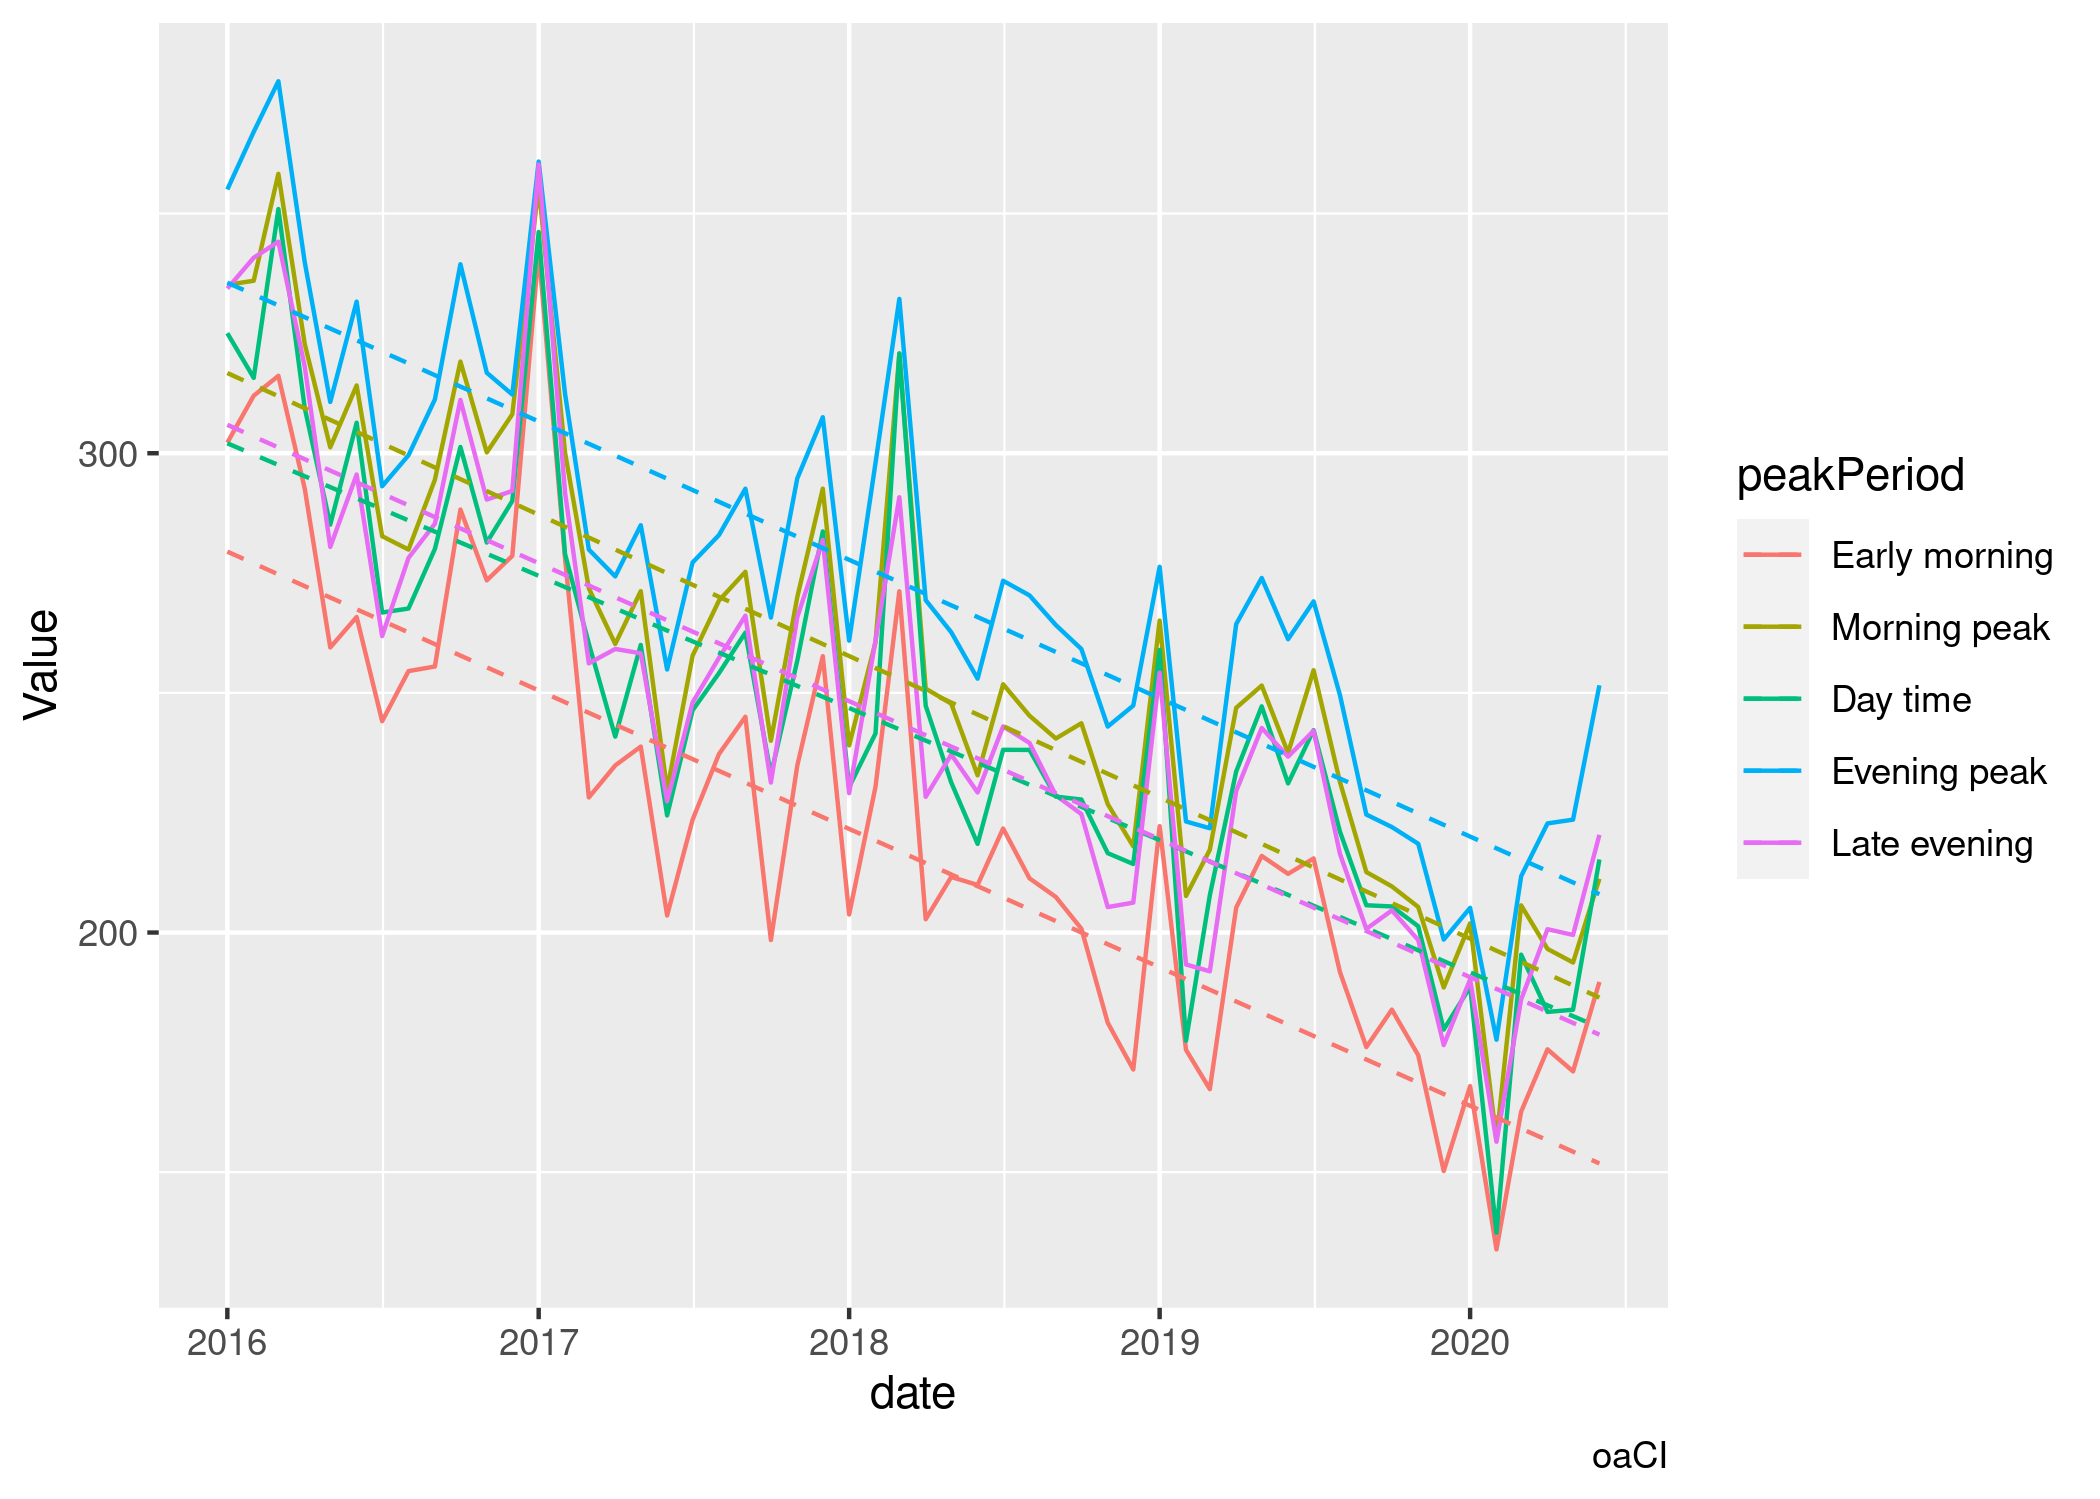 Value
300
200
2016 2017 2018 2019 2020
date
peakPeriod
Early morning
Morning peak
Day time
Evening peak
Late evening
oaCI